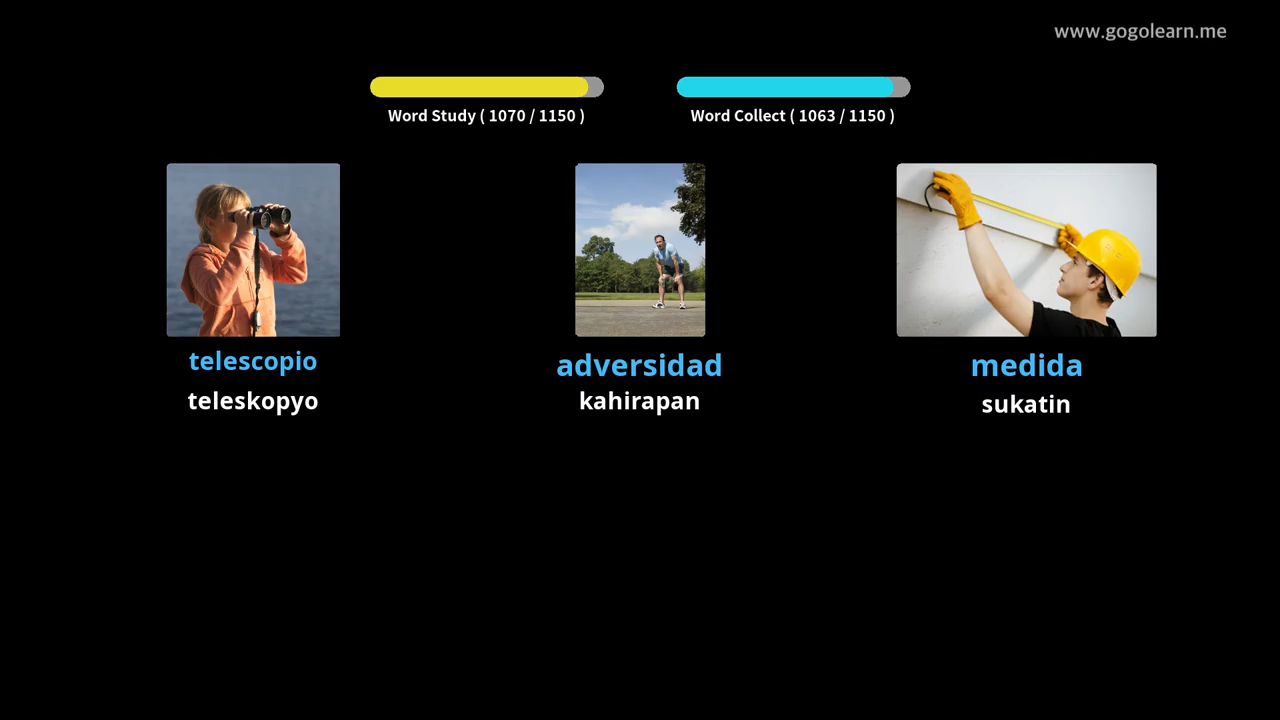 www.gogolearn.me
Word Study ( 1070 / 1150 )
Word Collect ( 1063 / 1150 )
telescopio
teleskopyo
adversidad
kahirapan
medida
sukatin